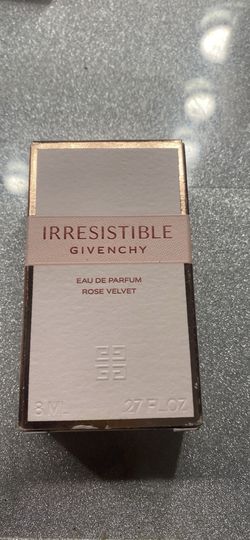 IRRESISTIBLE
GIVENCHY
EAU DE PARFUM
ROSE VELVET
8 ML .27 FL.OZ